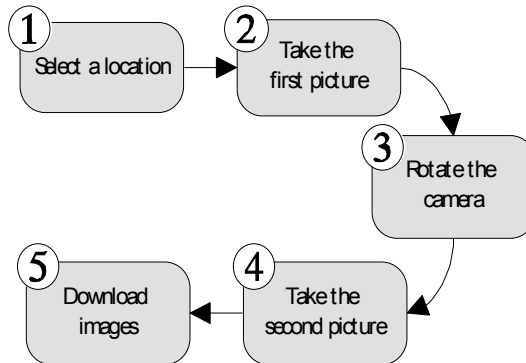 1
Select a location
2
Take the
first picture
3
Rotate the
camera
4
Take the
second picture
5
Download
images